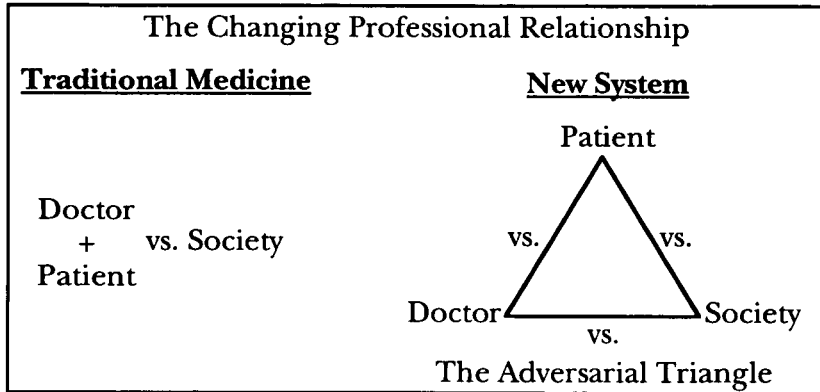 The Changing Professional Relationship
Traditional Medicine
Doctor
+ vs. Society
Patient
New System
Patient
vs. vs.
Doctor Society
vs.
The Adversarial Triangle